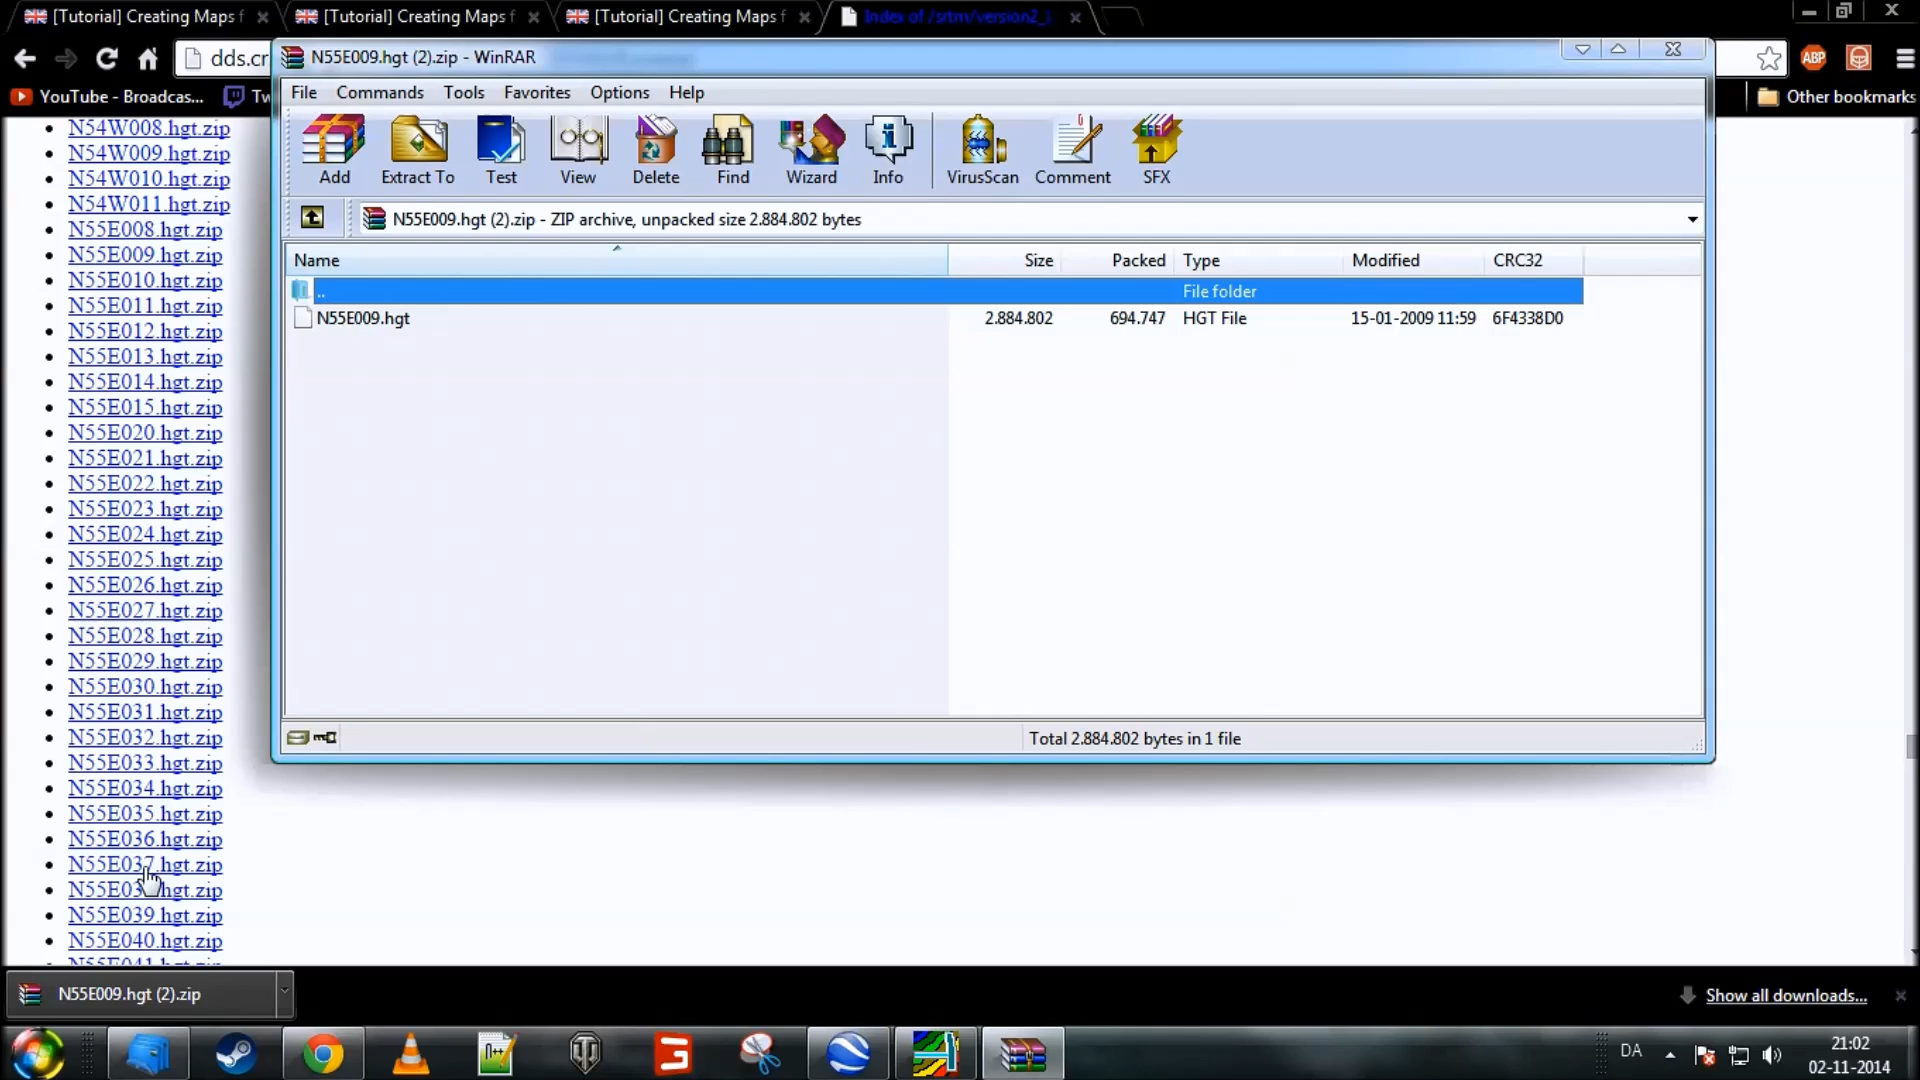 [Tutorial] Creating Maps f
[Tutorial] Creating Maps f
[Tutorial] Creating Maps f
Index of /srtm/version2_
dds.cr
ABP
YouTube - Broadcas...
Tw
Other bookmarks
N55E009.hgt (2).zip - WinRAR
File Commands Tools Favorites Options Help
Add Extract To Test View Delete Find Wizard Info VirusScan Comment SFX
N55E009.hgt (2).zip - ZIP archive, unpacked size 2.884.802 bytes
Name Size Packed Type Modified CRC32
.. File folder
N55E009.hgt 2.884.802 694.747 HGT File 15-01-2009 11:59 6F4338D0
Total 2.884.802 bytes in 1 file
N54W008.hgt.zip
N54W009.hgt.zip
N54W010.hgt.zip
N54W011.hgt.zip
N55E008.hgt.zip
N55E009.hgt.zip
N55E010.hgt.zip
N55E011.hgt.zip
N55E012.hgt.zip
N55E013.hgt.zip
N55E014.hgt.zip
N55E015.hgt.zip
N55E020.hgt.zip
N55E021.hgt.zip
N55E022.hgt.zip
N55E023.hgt.zip
N55E024.hgt.zip
N55E025.hgt.zip
N55E026.hgt.zip
N55E027.hgt.zip
N55E028.hgt.zip
N55E029.hgt.zip
N55E030.hgt.zip
N55E031.hgt.zip
N55E032.hgt.zip
N55E033.hgt.zip
N55E034.hgt.zip
N55E035.hgt.zip
N55E036.hgt.zip
N55E037.hgt.zip
N55E039.hgt.zip
N55E040.hgt.zip
N55E041.hgt.zip
N55E009.hgt (2).zip
Show all downloads...
DA
21:02
02-11-2014